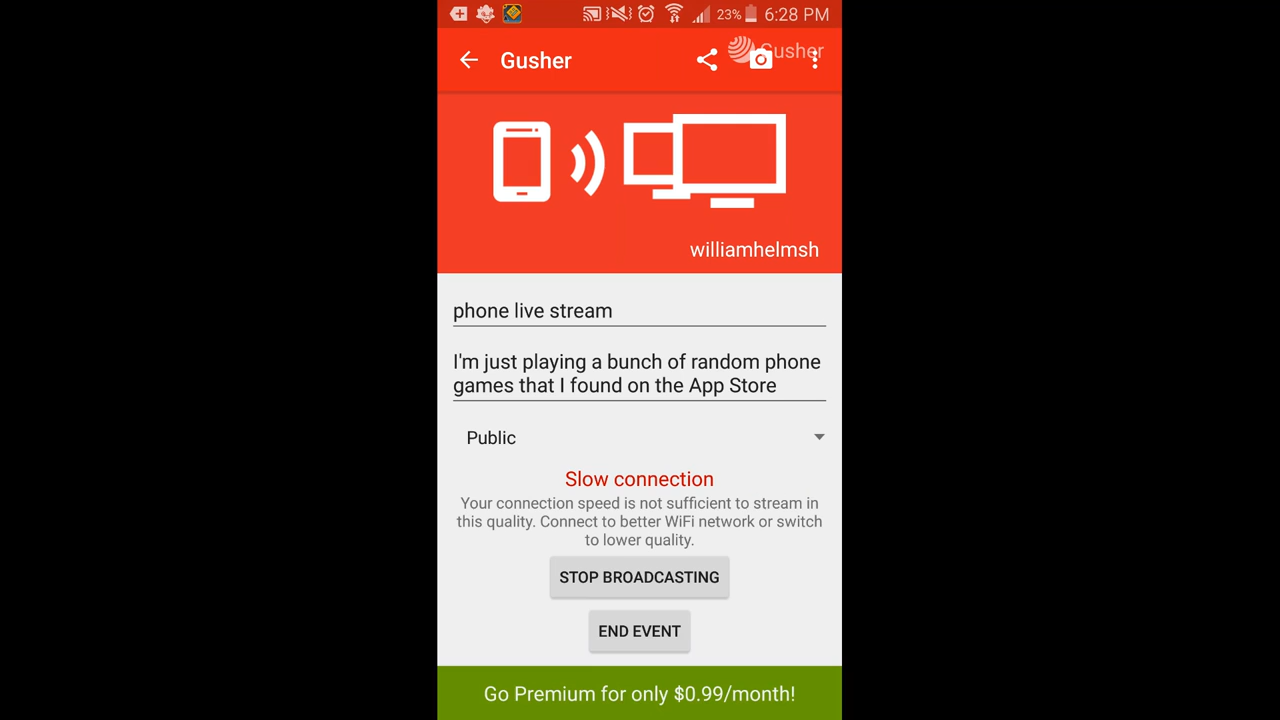 23% 6:28 PM
Gusher
Gusher
williamhelmsh
phone live stream
I'm just playing a bunch of random phone
games that I found on the App Store
Public
Slow connection
Your connection speed is not sufficient to stream in
this quality. Connect to better WiFi network or switch
to lower quality.
STOP BROADCASTING
END EVENT
Go Premium for only $0.99/month!